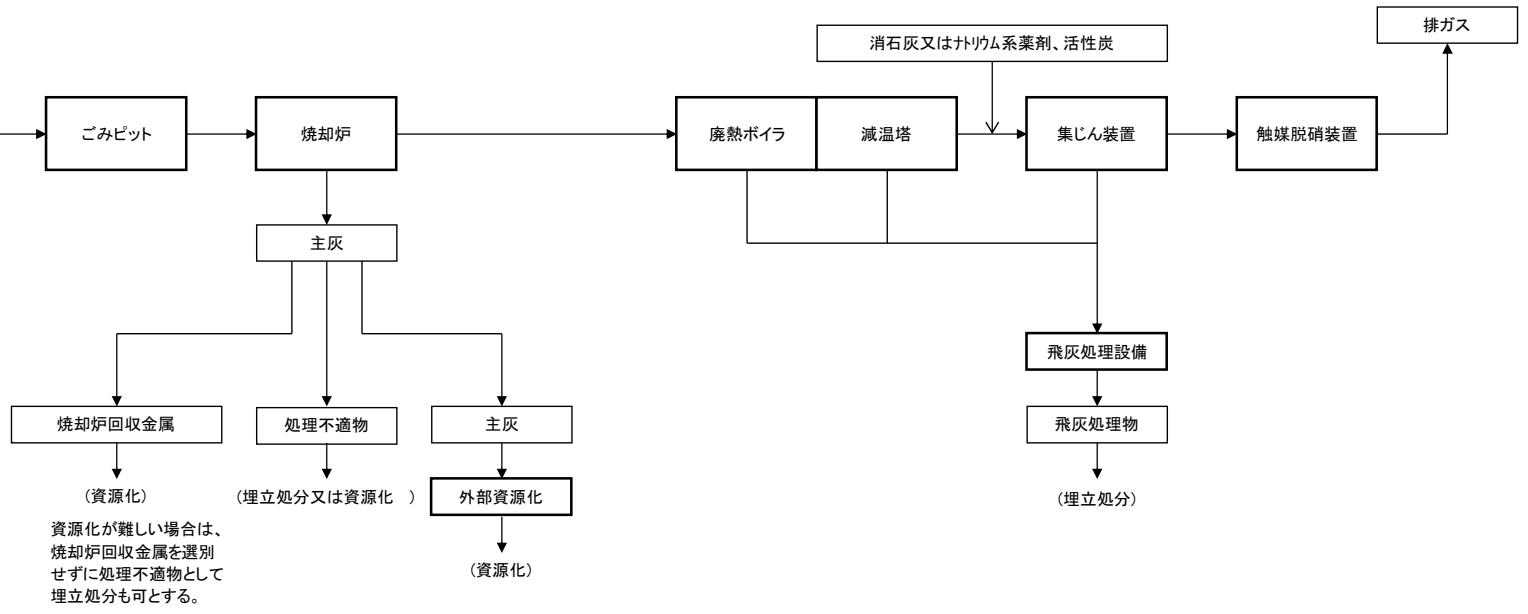 消石灰又はナトリウム系薬剤、活性炭
排ガス
ごみピット
焼却炉
廃熱ボイラ
減温塔
集じん装置
触媒脱硝装置
主灰
飛灰処理設備
焼却炉回収金属
処理不適物
主灰
飛灰処理物
(資源化)
(埋立処分又は資源化 )
外部資源化
(埋立処分)
資源化が難しい場合は、
焼却炉回収金属を選別
せずに処理不適物として
埋立処分も可とする。
(資源化)